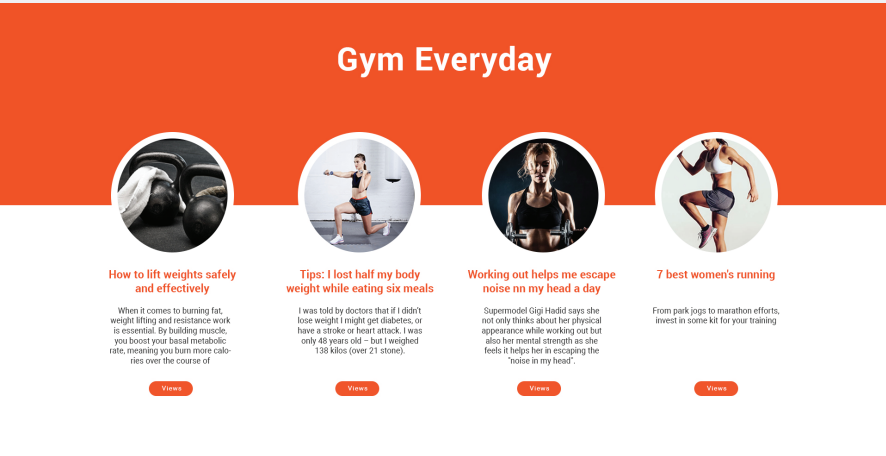 Gym Everyday
How to lift weights safely
and effectively
When it comes to burning fat,
weight lifting and resistance work
is essential. By building muscle,
you boost your basal metabolic
rate, meaning you burn more calo-
ries over the course of
Views
Tips: I lost half my body
weight while eating six meals
I was told by doctors that if I didn't
lose weight I might get diabetes, or
have a stroke or heart attack. I was
only 48 years old – but I weighed
138 kilos (over 21 stone).
Views
Working out helps me escape
noise nn my head a day
Supermodel Gigi Hadid says she
not only thinks about her physical
appearance while working out but
also her mental strength as she
feels it helps her in escaping the
"noise in my head".
Views
7 best women's running
From park jogs to marathon efforts,
invest in some kit for your training
Views